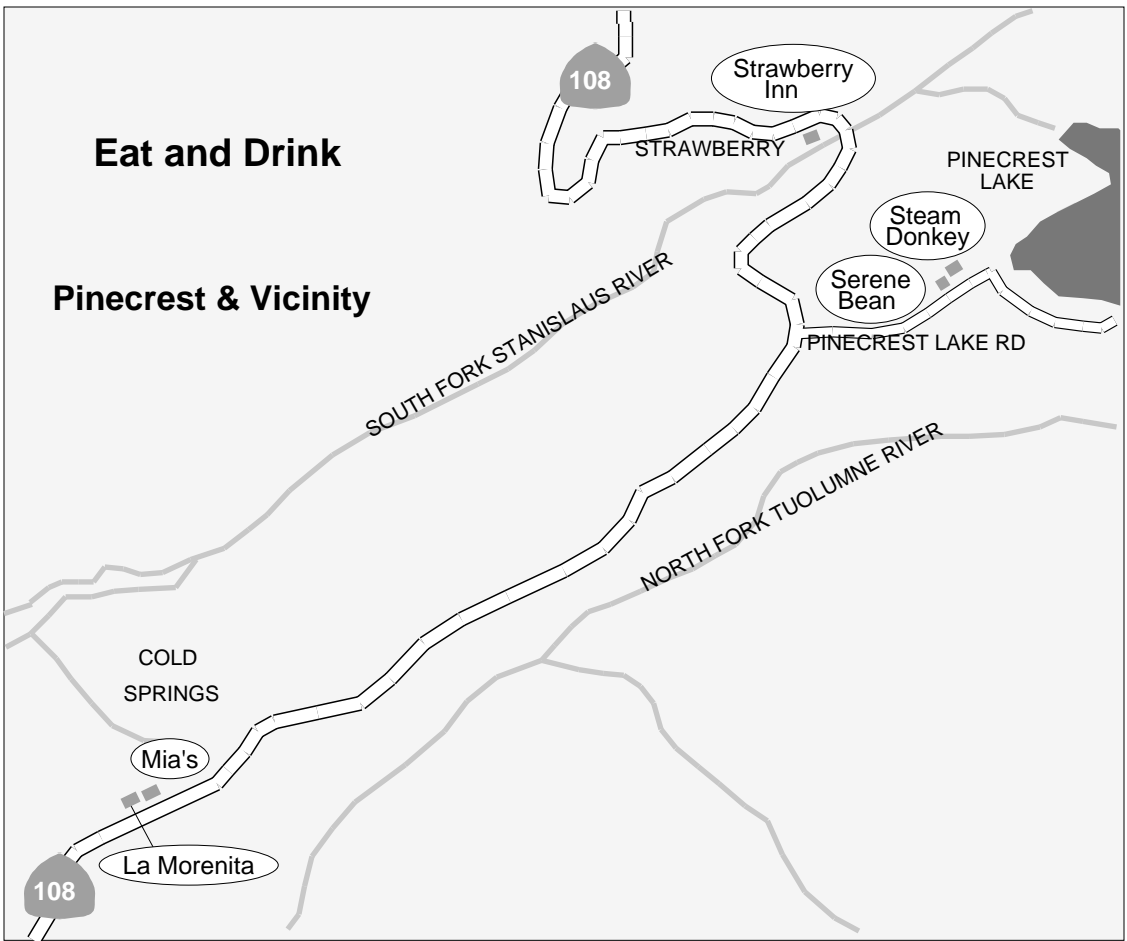 108
Strawberry
Inn
Eat and Drink
STRAWBERRY
PINECREST
LAKE
Steam
Donkey
Serene
Bean
Pinecrest & Vicinity
SOUTH FORK STANISLAUS RIVER
PINECREST LAKE RD
NORTH FORK TUOLUMNE RIVER
COLD
SPRINGS
Mia's
La Morenita
108